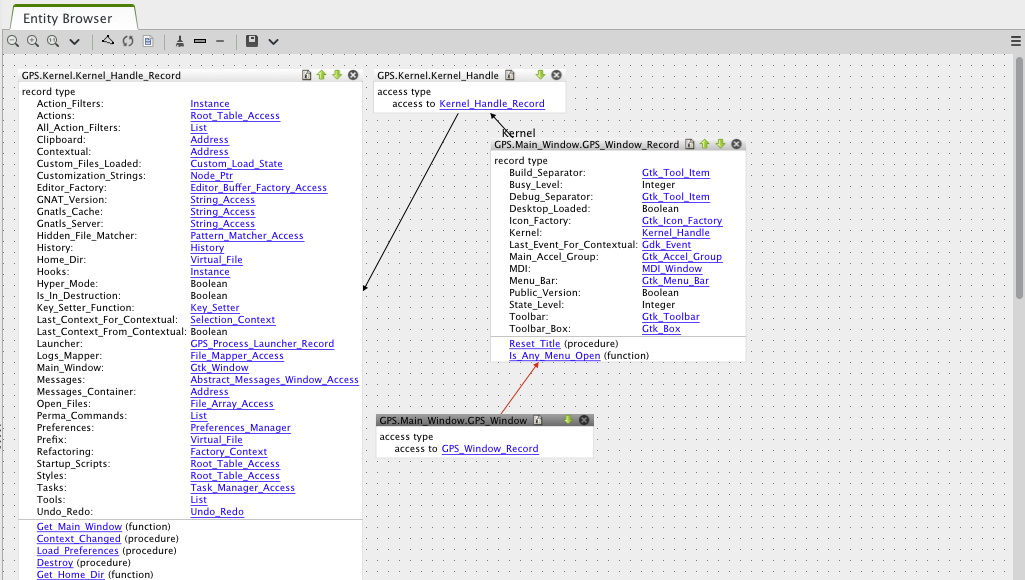 Entity Browser
GPS.Kernel.Kernel_Handle_Record
record type
Action_Filters: Instance
Actions: Root_Table_Access
All_Action_Filters: List
Clipboard: Address
Contextual: Address
Custom_Files_Loaded: Custom_Load_State
Customization_Strings: Node_Ptr
Editor_Factory: Editor_Buffer_Factory_Access
GNAT_Version: String_Access
Gnatls_Cache: String_Access
Gnatls_Server: String_Access
Hidden_File_Matcher: Pattern_Matcher_Access
History: History
Home_Dir: Virtual_File
Hooks: Instance
Hyper_Mode: Boolean
Is_In_Destruction: Boolean
Key_Setter_Function: Key_Setter
Last_Context_For_Contextual: Selection_Context
Last_Context_From_Contextual: Boolean
Launcher: GPS_Process_Launcher_Record
Logs_Mapper: File_Mapper_Access
Main_Window: Gtk_Window
Messages: Abstract_Messages_Window_Access
Messages_Container: Address
Open_Files: File_Array_Access
Perma_Commands: List
Preferences: Preferences_Manager
Prefix: Virtual_File
Refactoring: Factory_Context
Startup_Scripts: Root_Table_Access
Styles: Root_Table_Access
Tasks: Task_Manager_Access
Tools: List
Undo_Redo: Undo_Redo
Get_Main_Window (function)
Context_Changed (procedure)
Load_Preferences (procedure)
Destroy (procedure)
Get_Home_Dir (function)
GPS.Kernel.Kernel_Handle
access type
access to Kernel_Handle_Record
Kernel
GPS.Main_Window.GPS_Window_Record
record type
Build_Separator: Gtk_Tool_Item
Busy_Level: Integer
Debug_Separator: Gtk_Tool_Item
Desktop_Loaded: Boolean
Icon_Factory: Gtk_Icon_Factory
Kernel: Kernel_Handle
Last_Event_For_Contextual: Gdk_Event
Main_Accel_Group: Gtk_Accel_Group
MDI: MDI_Window
Menu_Bar: Gtk_Menu_Bar
Public_Version: Boolean
State_Level: Integer
Toolbar: Gtk_Toolbar
Toolbar_Box: Gtk_Box
Reset_Title (procedure)
Is_Any_Menu_Open (function)
GPS.Main_Window.GPS_Window
access type
access to GPS_Window_Record